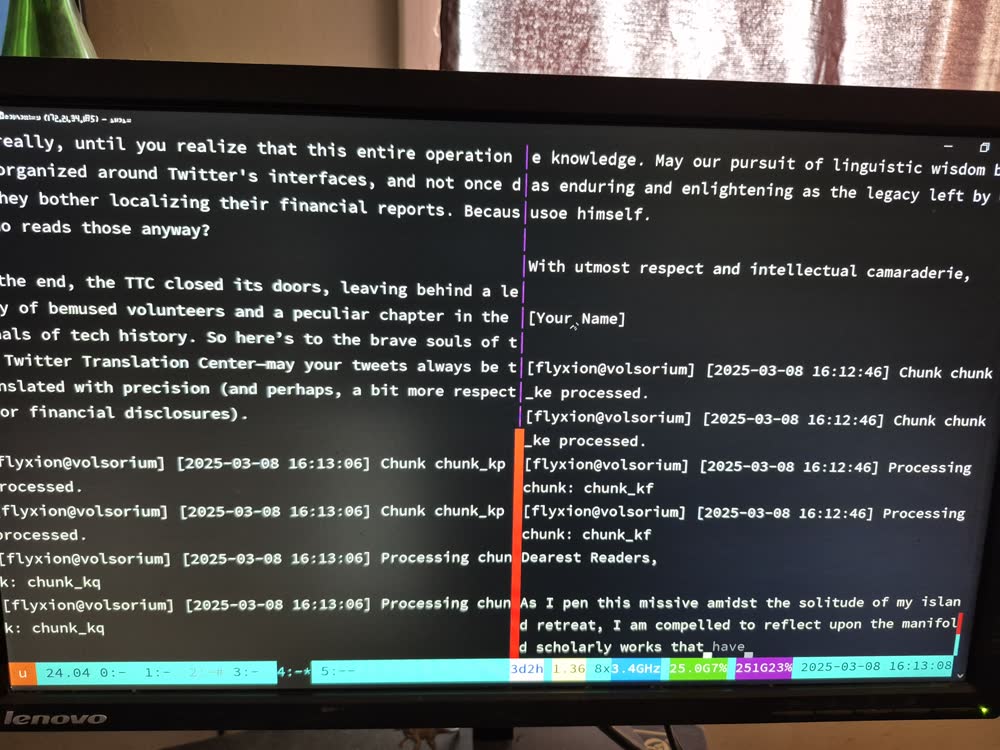 really, until you realize that this entire operation
organized around Twitter's interfaces, and not once d
hey bother localizing their financial reports. Becaus
o reads those anyway?
the end, the TTC closed its doors, leaving behind a le
y of bemused volunteers and a peculiar chapter in the
als of tech history. So here's to the brave souls of t
Twitter Translation Center—may your tweets always be t
nslated with precision (and perhaps, a bit more respect
or financial disclosures).
flyxion@volsorium] [2025-03-08 16:13:06] Chunk chunk_kp
rocessed.
flyxion@volsorium] [2025-03-08 16:13:06] Chunk chunk_kp
processed.
[flyxion@volsorium] [2025-03-08 16:13:06] Processing chun
k: chunk_kq
[flyxion@volsorium] [2025-03-08 16:13:06] Processing chun
k: chunk_kq
e knowledge. May our pursuit of linguistic wisdom b
as enduring and enlightening as the legacy left by
usoe himself.
With utmost respect and intellectual camaraderie,
[Your Name]
[flyxion@volsorium] [2025-03-08 16:12:46] Chunk chunk
_ke processed.
[flyxion@volsorium] [2025-03-08 16:12:46] Chunk chunk
_ke processed.
[flyxion@volsorium] [2025-03-08 16:12:46] Processing
chunk: chunk_kf
[flyxion@volsorium] [2025-03-08 16:12:46] Processing
chunk: chunk_kf
Dearest Readers,
As I pen this missive amidst the solitude of my islan
d retreat, I am compelled to reflect upon the manifol
d scholarly works that have
u 24.04 0:- 1:- 2:-# 3:- 4:-* 5:-- 3d2h 1.36 8x3.4GHz 25.0G7% 251G23% 2025-03-08 16:13:08
lenovo